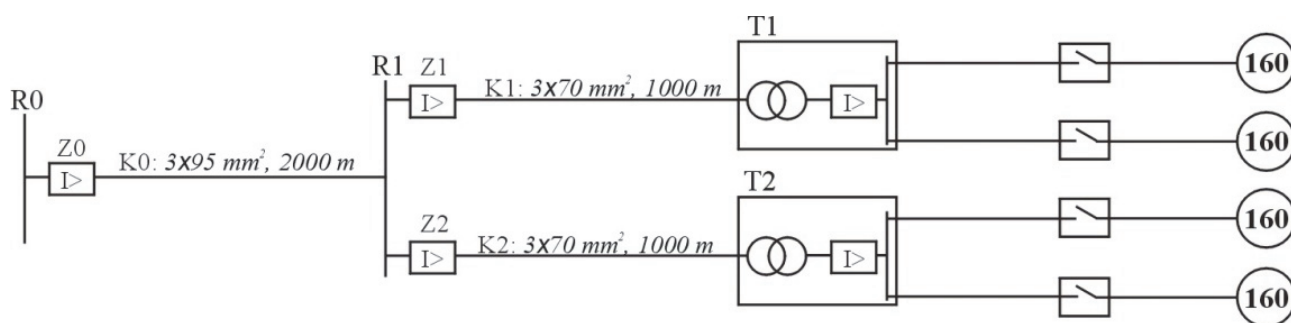 R0
Z0
I>
K0: 3x95 mm², 2000 m
R1
Z1
I>
K1: 3x70 mm², 1000 m
T1
I>
160
160
Z2
I>
K2: 3x70 mm², 1000 m
T2
I>
160
160